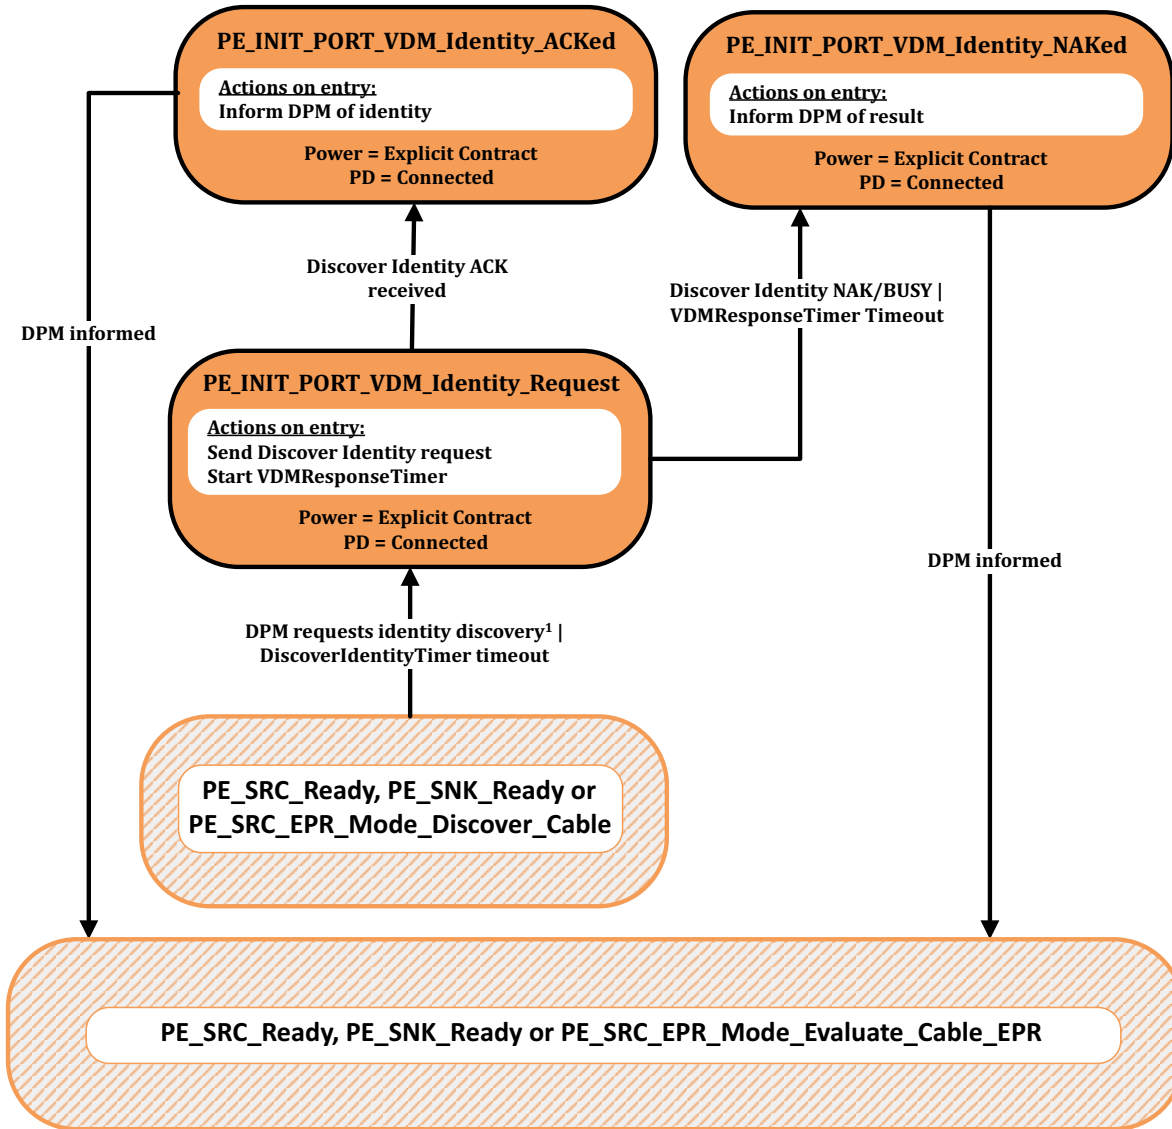 PE_INIT_PORT_VDM_Identity_ACKed
Actions on entry:
Inform DPM of identity
Power = Explicit Contract
PD = Connected
PE_INIT_PORT_VDM_Identity_NAKed
Actions on entry:
Inform DPM of result
Power = Explicit Contract
PD = Connected
Discover Identity ACK
received
Discover Identity NAK/BUSY |
VDMResponseTimer Timeout
DPM informed
PE_INIT_PORT_VDM_Identity_Request
Actions on entry:
Send Discover Identity request
Start VDMResponseTimer
Power = Explicit Contract
PD = Connected
DPM informed
DPM requests identity discovery¹ |
DiscoverIdentityTimer timeout
PE_SRC_Ready, PE_SNK_Ready or
PE_SRC_EPR_Mode_Discover_Cable
PE_SRC_Ready, PE_SNK_Ready or PE_SRC_EPR_Mode_Evaluate_Cable_EPR